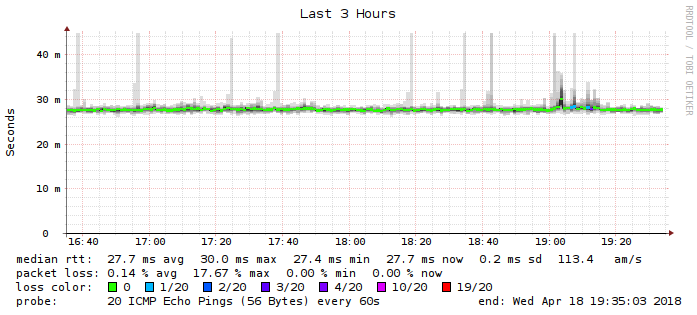 Last 3 Hours
RRDTOOL / TOBI OETIKER
Seconds
40 m
30 m
20 m
10 m
0
16:40 17:00 17:20 17:40 18:00 18:20 18:40 19:00 19:20
median rtt: 27.7 ms avg 30.0 ms max 27.4 ms min 27.7 ms now 0.2 ms sd 113.4 am/s
packet loss: 0.14 % avg 17.67 % max 0.00 % min 0.00 % now
loss color: 0 1/20 2/20 3/20 4/20 10/20 19/20
probe: 20 ICMP Echo Pings (56 Bytes) every 60s end: Wed Apr 18 19:35:03 2018